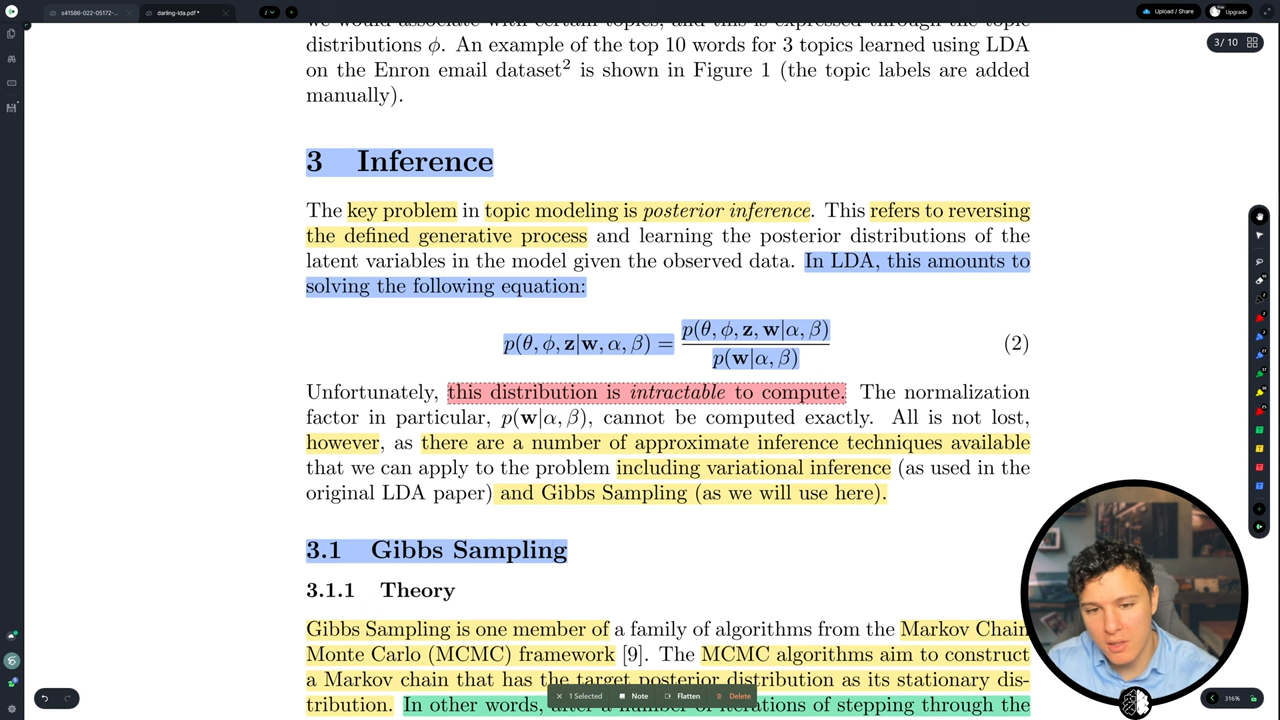 s41586-022-05172-...
darling-lda.pdf*
2
Upload / Share
Upgrade
3 / 10
distributions ϕ. An example of the top 10 words for 3 topics learned using LDA
on the Enron email dataset² is shown in Figure 1 (the topic labels are added
manually).
3 Inference
The key problem in topic modeling is posterior inference. This refers to reversing
the defined generative process and learning the posterior distributions of the
latent variables in the model given the observed data. In LDA, this amounts to
solving the following equation:
p(θ, ϕ, z|w, α, β) = p(θ, ϕ, z, w|α, β) / p(w|α, β) (2)
Unfortunately, this distribution is intractable to compute. The normalization
factor in particular, p(w|α, β), cannot be computed exactly. All is not lost,
however, as there are a number of approximate inference techniques available
that we can apply to the problem including variational inference (as used in the
original LDA paper) and Gibbs Sampling (as we will use here).
3.1 Gibbs Sampling
3.1.1 Theory
Gibbs Sampling is one member of a family of algorithms from the Markov Chain
Monte Carlo (MCMC) framework [9]. The MCMC algorithms aim to construct
a Markov chain that has the target posterior distribution as its stationary dis-
tribution. In other words, of stepping through the
1 Selected
Note
Flatten
Delete
316%